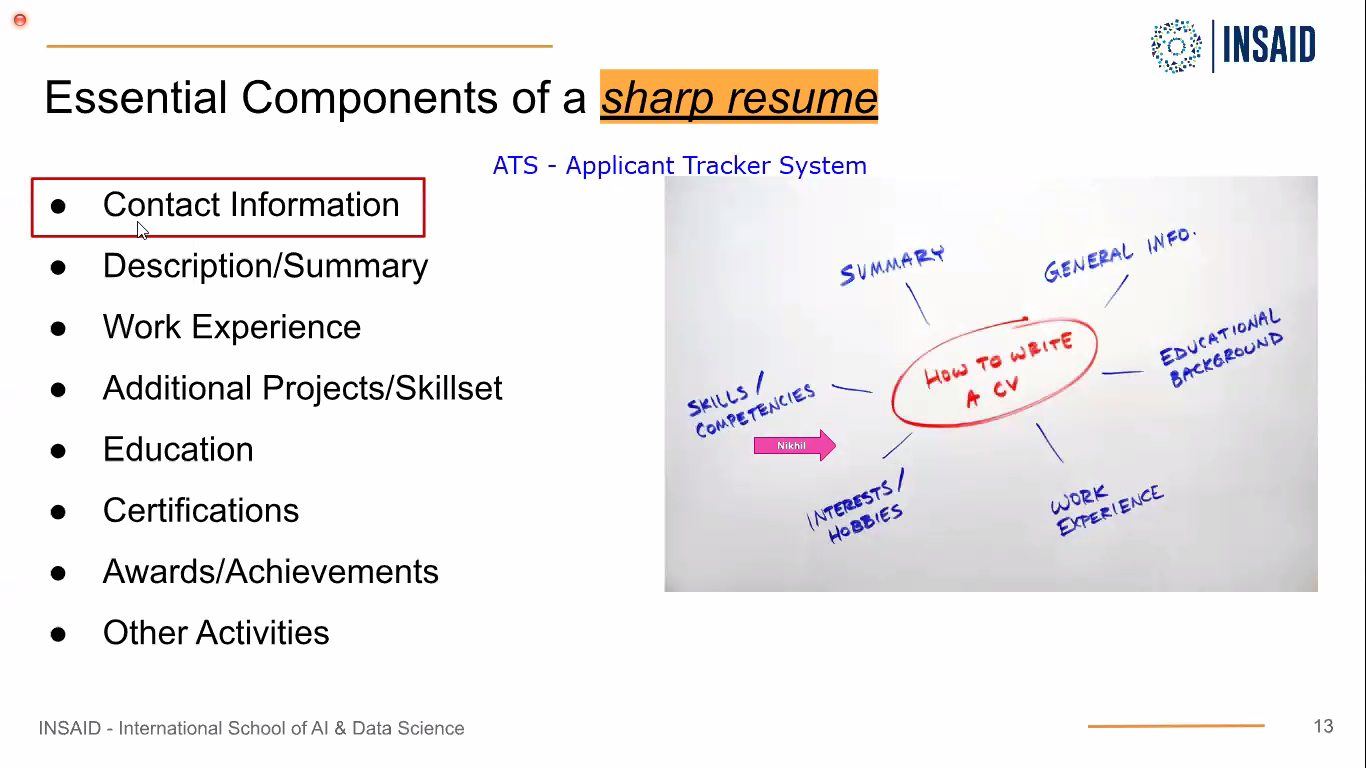 INSAID
Essential Components of a sharp resume
ATS - Applicant Tracker System
● Contact Information
● Description/Summary
● Work Experience
● Additional Projects/Skillset
● Education
● Certifications
● Awards/Achievements
● Other Activities
SUMMARY
GENERAL INFO.
EDUCATIONAL
BACKGROUND
HOW TO WRITE
A CV
SKILLS/
COMPETENCIES
Nikhil
INTERESTS/
HOBBIES
WORK
EXPERIENCE
INSAID - International School of AI & Data Science
13